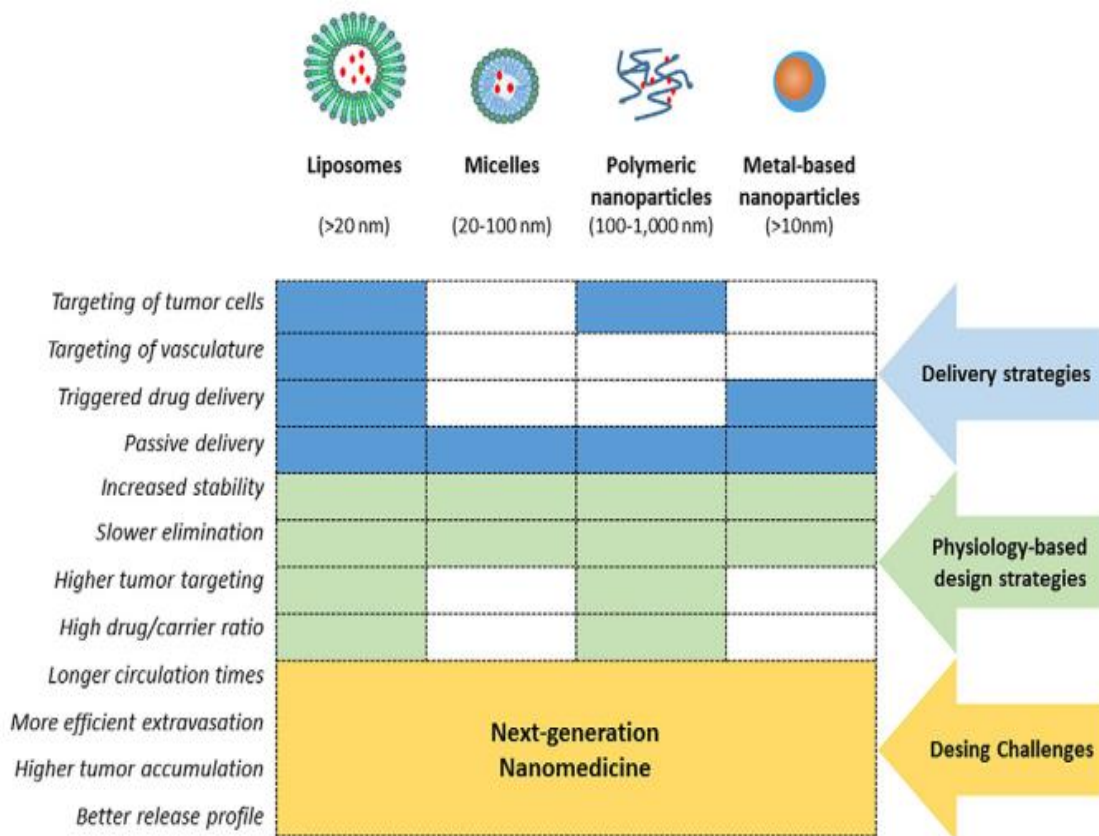 Liposomes
(>20 nm)
Micelles
(20-100 nm)
Polymeric
nanoparticles
(100-1,000 nm)
Metal-based
nanoparticles
(>10nm)
Targeting of tumor cells
Targeting of vasculature
Triggered drug delivery
Passive delivery
Increased stability
Slower elimination
Higher tumor targeting
High drug/carrier ratio
Longer circulation times
More efficient extravasation
Higher tumor accumulation
Better release profile
Next-generation
Nanomedicine
Delivery strategies
Physiology-based
design strategies
Desing Challenges